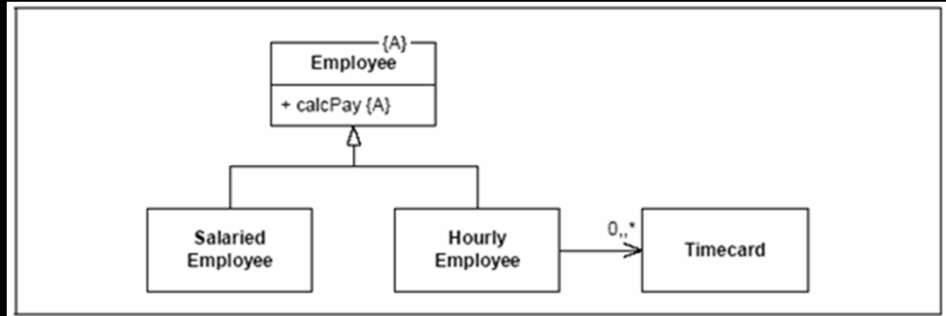 {A}
Employee
+ calcPay {A}
Salaried
Employee
Hourly
Employee
0,,*
Timecard